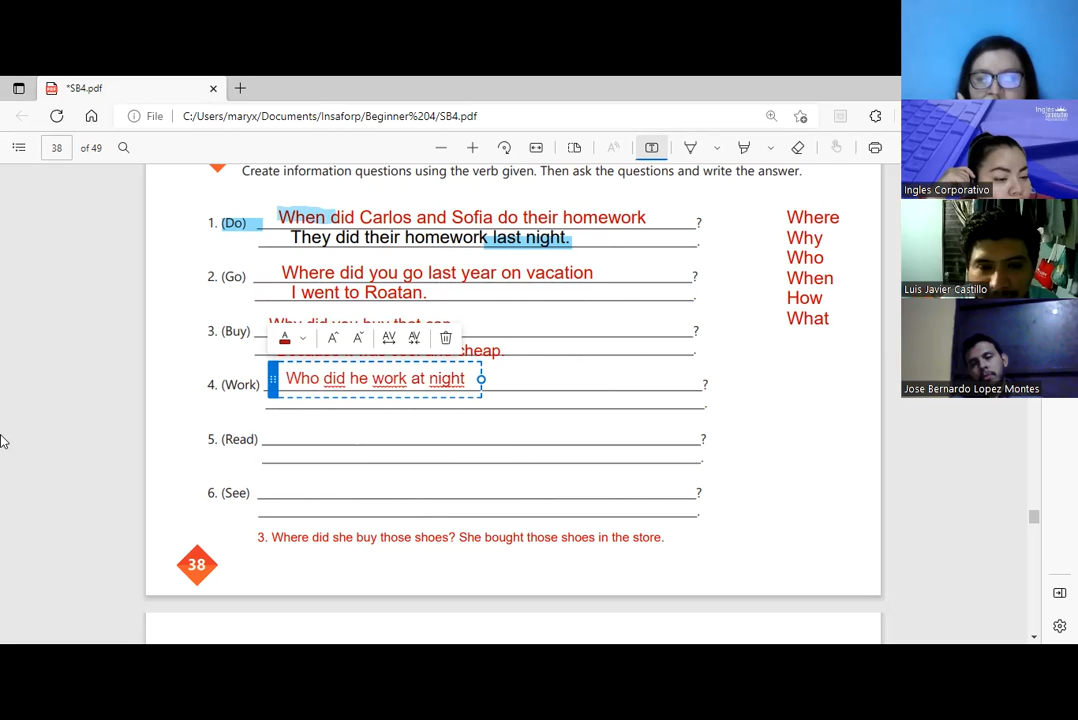 *SB4.pdf
File C:/Users/maryx/Documents/Insaforp/Beginner%204/SB4.pdf
38 of 49
Create information questions using the verb given. Then ask the questions and write the answer.
1. (Do) When did Carlos and Sofia do their homework ?
They did their homework last night. .
2. (Go) Where did you go last year on vacation ?
I went to Roatan. .
3. (Buy) Why did you buy that ?
cheap. .
4. (Work) Who did he work at night ?
.
5. (Read) ?
.
6. (See) ?
.
3. Where did she buy those shoes? She bought those shoes in the store.
38
Where
Why
Who
When
How
What
Ingles Corporativo
Luis Javier Castillo
Jose Bernardo Lopez Montes